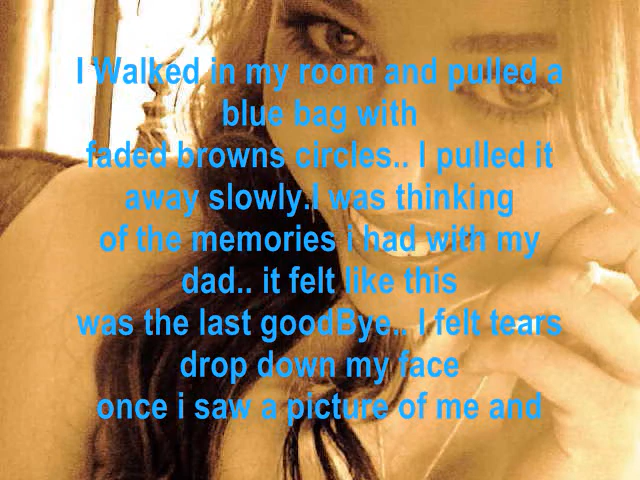 I Walked in my room and pulled a
blue bag with
faded browns circles.. I pulled it
away slowly.I was thinking
of the memories i had with my
dad.. it felt like this
was the last goodBye.. I felt tears
drop down my face
once i saw a picture of me and